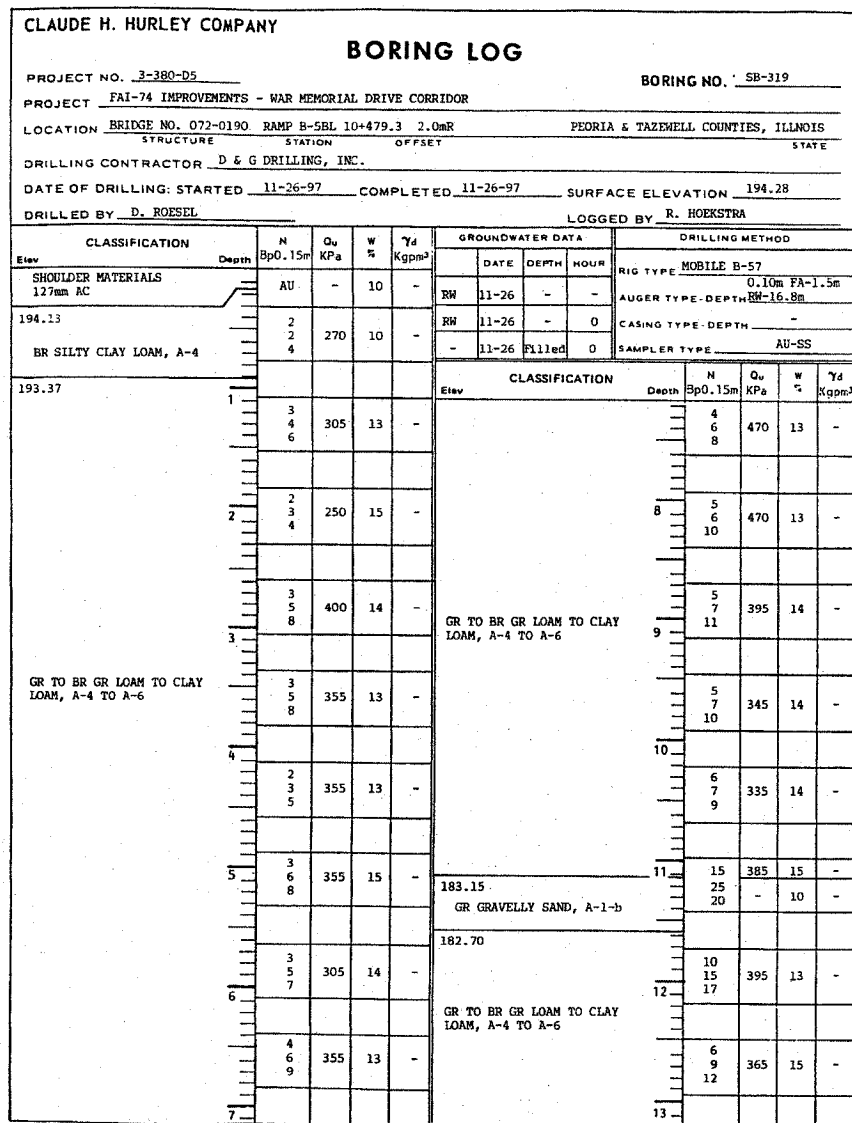 CLAUDE H. HURLEY COMPANY
BORING LOG
PROJECT NO. 3-380-D5 BORING NO. SB-319
PROJECT FAI-74 IMPROVEMENTS - WAR MEMORIAL DRIVE CORRIDOR
LOCATION BRIDGE NO. 072-0190 RAMP B-5BL 10+479.3 2.0mR PEORIA & TAZEWELL COUNTIES, ILLNOIS
STRUCTURE STATION OFFSET STATE
DRILLING CONTRACTOR D & G DRILLING, INC.
DATE OF DRILLING: STARTED 11-26-97 COMPLETED 11-26-97 SURFACE ELEVATION 194.28
DRILLED BY D. ROESEL LOGGED BY R. HOEKSTRA
CLASSIFICATION N Qu W γd
Elev Depth Bp0.15m KPa % Kgpm³
SHOULDER MATERIALS
127mm AC
AU - 10 -
194.13
BR SILTY CLAY LOAM, A-4
2
2 270 10 -
4
193.37
1
3
4 305 13 -
6
2
2
3 250 15 -
4
3
5 400 14 -
8
3
GR TO BR GR LOAM TO CLAY
LOAM, A-4 TO A-6
3
5 355 13 -
8
4
2
3 355 13 -
5
5
3
6 355 15 -
8
3
5 305 14 -
7
6
4
6 355 13 -
9
7
GROUNDWATER DATA
DATE DEPTH HOUR
RW 11-26 - -
RW 11-26 - 0
- 11-26 Filled 0
DRILLING METHOD
RIG TYPE MOBILE B-57
0.10m FA-1.5m
AUGER TYPE-DEPTH RW-16.8m
CASING TYPE-DEPTH -
SAMPLER TYPE AU-SS
CLASSIFICATION N Qu W γd
Elev Depth Bp0.15m KPa % Kgpm³
4
6 470 13 -
8
8
5
6 470 13 -
10
5
7 395 14 -
11
GR TO BR GR LOAM TO CLAY
LOAM, A-4 TO A-6
9
5
7 345 14 -
10
10
6
7 335 14 -
9
11
15 385 15 -
183.15
25 - 10 -
20
GR GRAVELLY SAND, A-1-b
182.70
10
15 395 13 -
17
12
GR TO BR GR LOAM TO CLAY
LOAM, A-4 TO A-6
6
9 365 15 -
12
13